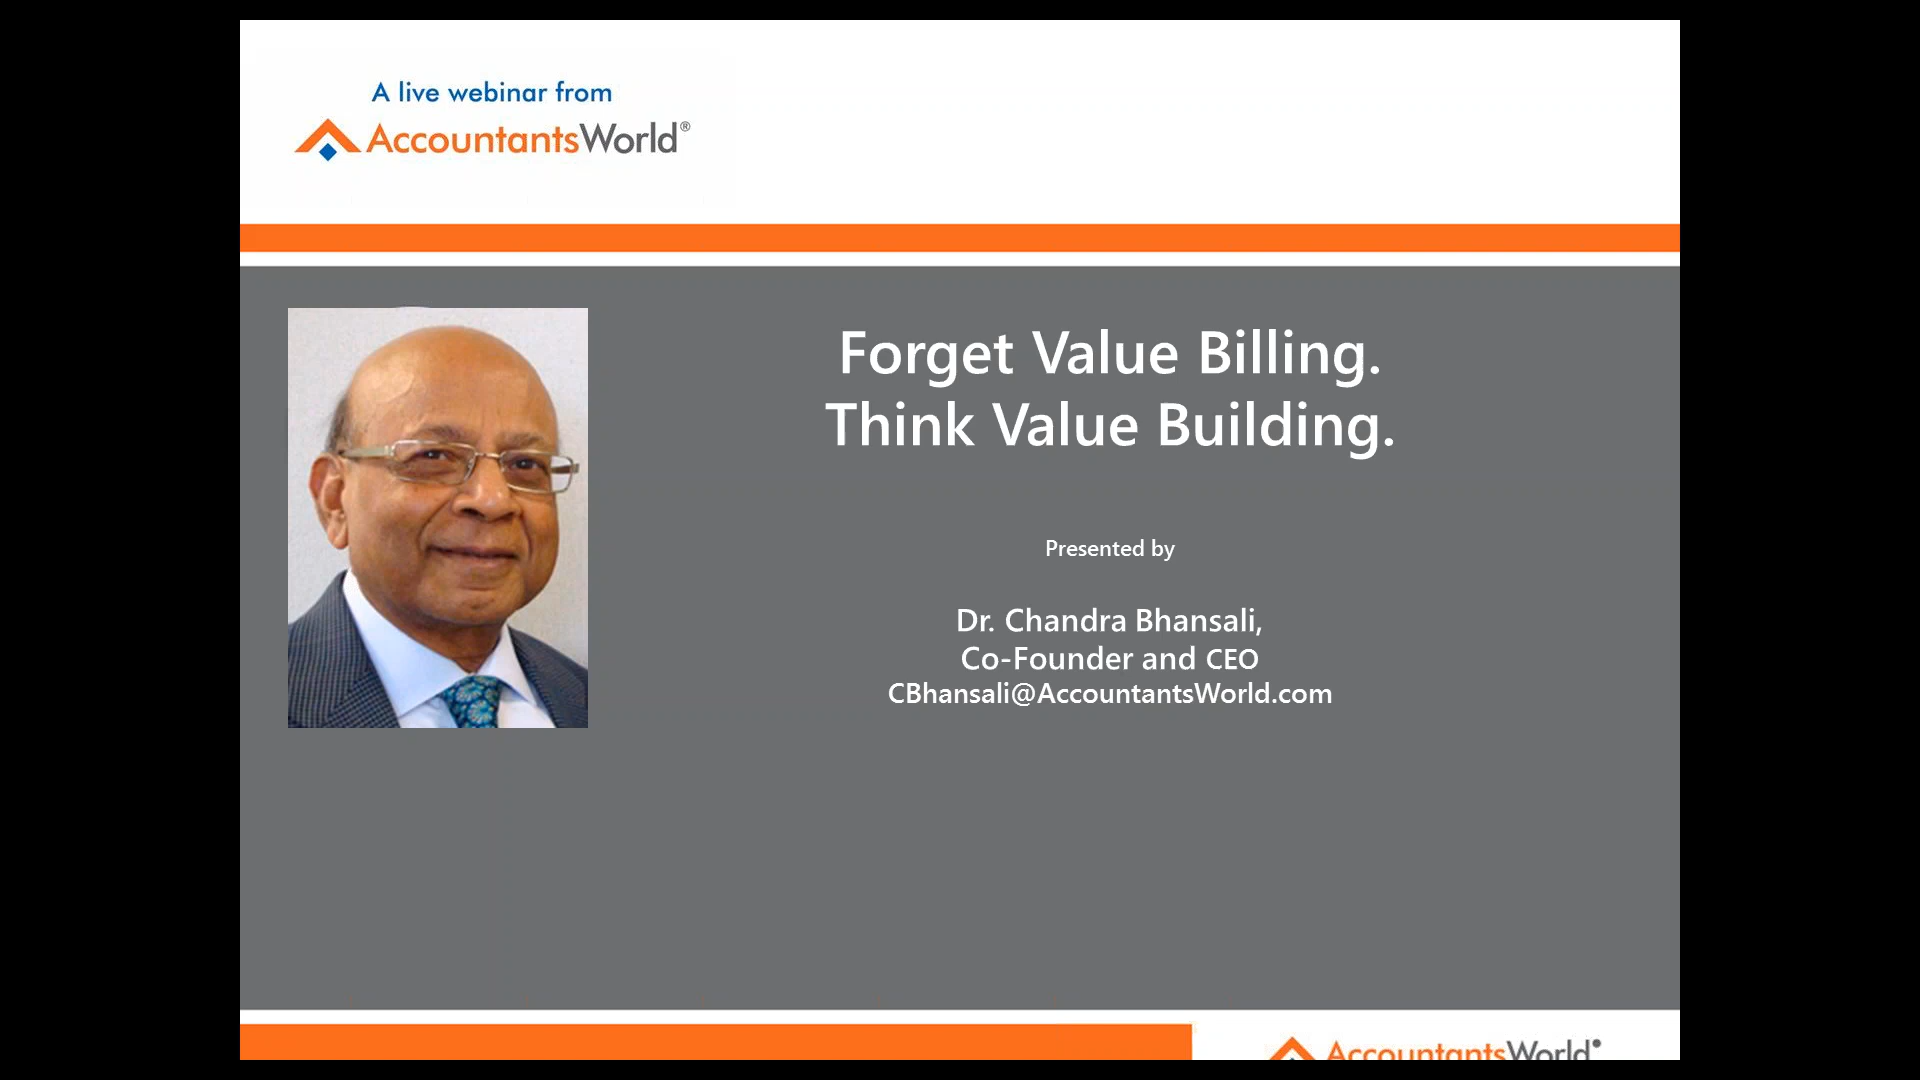 A live webinar from
AccountantsWorld®
Forget Value Billing.
Think Value Building.
Presented by
Dr. Chandra Bhansali,
Co-Founder and CEO
CBhansali@AccountantsWorld.com
AccountantsWorld®